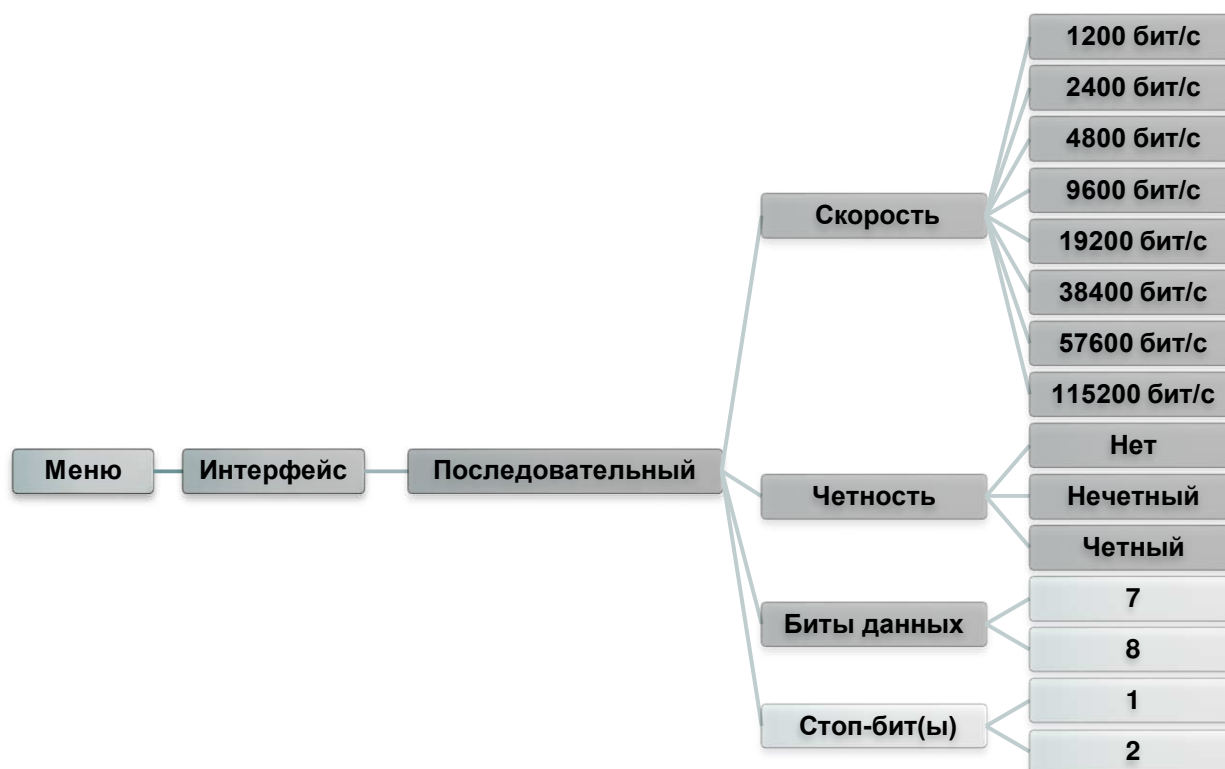 1200 бит/с
2400 бит/с
4800 бит/с
9600 бит/с
Скорость
19200 бит/с
38400 бит/с
57600 бит/с
115200 бит/с
Нет
Меню
Интерфейс
Последовательный
Четность
Нечетный
Четный
7
Биты данных
8
1
Стоп-бит(ы)
2